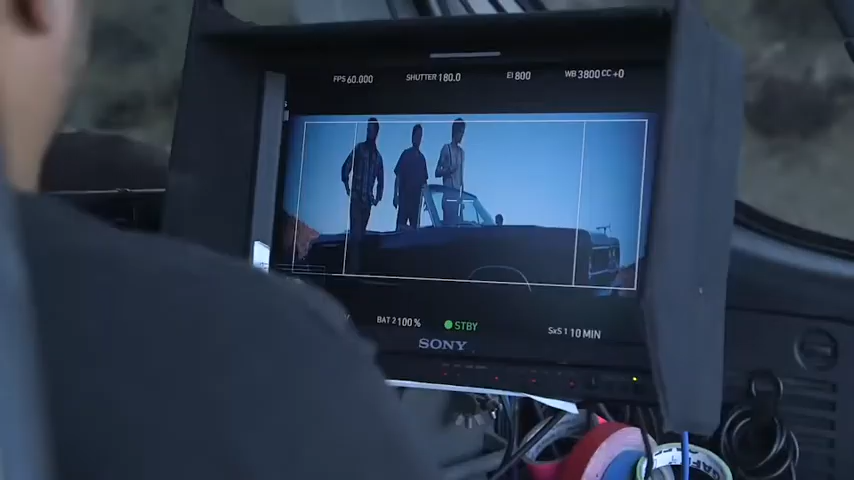 FPS 60.000 SHUTTER 180.0 EI 800 WB 3800 CC +0
BAT 2 100% STBY SxS 1 10 MIN
SONY